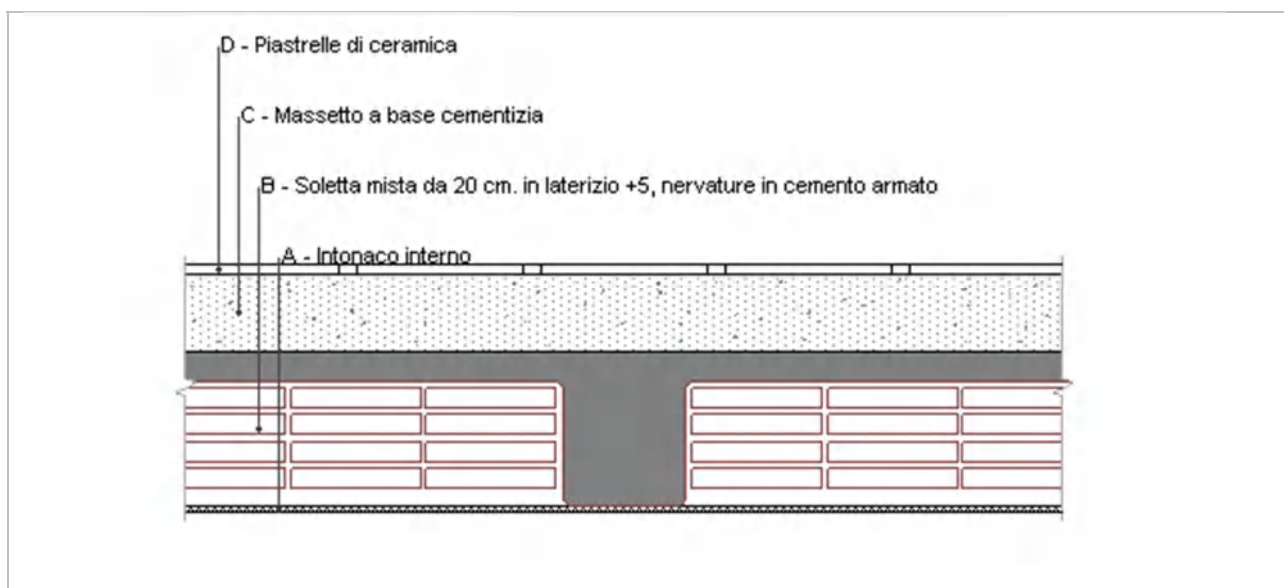 D - Piastrelle di ceramica
C - Massetto a base cementizia
B - Soletta mista da 20 cm. in laterizio +5, nervature in cemento armato
A - Intonaco interno